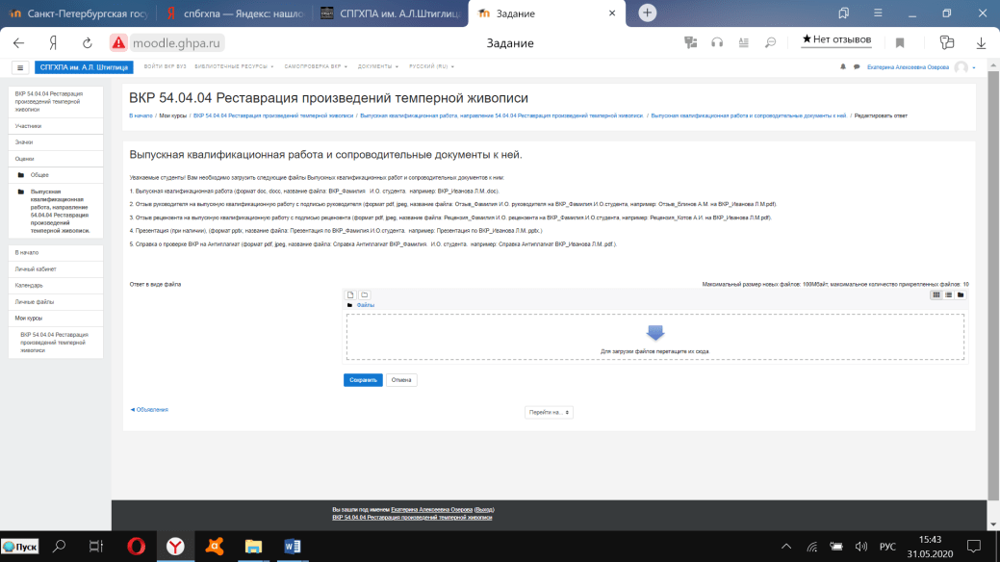 Санкт-Петербургская госу
спбгхпа — Яндекс: нашло
СПГХПА им. А.Л.Штиглиц
Задание
moodle.ghpa.ru
Задание
Нет отзывов
СПГХПА им. А.Л. Штиглица
ВОЙТИ ВКР ВУЗ БИБЛИОТЕЧНЫЕ РЕСУРСЫ САМОПРОВЕРКА ВКР ДОКУМЕНТЫ РУССКИЙ (RU)
Екатерина Алексеевна Озерова
ВКР 54.04.04 Реставрация
произведений темперной
живописи
Участники
Значки
Оценки
Общее
Выпускная
квалификационная
работа, направление
54.04.04 Реставрация
произведений
темперной живописи.
В начало
Личный кабинет
Календарь
Личные файлы
Мои курсы
ВКР 54.04.04 Реставрация
произведений темперной
живописи
ВКР 54.04.04 Реставрация произведений темперной живописи
В начало / Мои курсы / ВКР 54.04.04 Реставрация произведений темперной живописи / Выпускная квалификационная работа, направление 54.04.04 Реставрация произведений темперной живописи. / Выпускная квалификационная работа и сопроводительные документы к ней. / Редактировать ответ
Выпускная квалификационная работа и сопроводительные документы к ней.
Уважаемые студенты! Вам необходимо загрузить следующие файлы Выпускных квалификационных работ и сопроводительных документов к ним:
1. Выпускная квалификационная работа (формат doc, docx, название файла: ВКР_Фамилия И.О. студента. например: ВКР_Иванова Л.М..doc).
2. Отзыв руководителя на выпускную квалификационную работу с подписью руководителя (формат pdf, jpeg, название файла: Отзыв_Фамилия И.О. руководителя на ВКР_Фамилия.И.О.студента, например: Отзыв_Блинов А.М. на ВКР_Иванова Л.М.pdf).
3. Отзыв рецензента на выпускную квалификационную работу с подписью рецензента (формат pdf, jpeg, название файла: Рецензия_Фамилия И.О. рецензента на ВКР_Фамилия.И.О.студента, например: Рецензия_Котов А.И. на ВКР_Иванова Л.М..pdf).
4. Презентация (при наличии), (формат pptx, название файла: Презентация по ВКР_Фамилия И.О.студента. например: Презентация по ВКР_Иванова Л.М. pptx.)
5. Справка о проверке ВКР на Антиплагиат (формат pdf, jpeg, название файла: Справка Антиплагиат ВКР_Фамилия И.О. студента. например: Справка Антиплагиат ВКР_Иванова Л.М..pdf.).
Ответ в виде файла
Максимальный размер новых файлов: 100Мбайт, максимальное количество прикрепленных файлов: 10
Файлы
Для загрузки файлов перетащите их сюда.
Сохранить Отмена
◄ Объявления
Перейти на...
Вы зашли под именем Екатерина Алексеевна Озерова (Выход)
ВКР 54.04.04 Реставрация произведений темперной живописи
Пуск
РУС
15:43
31.05.2020